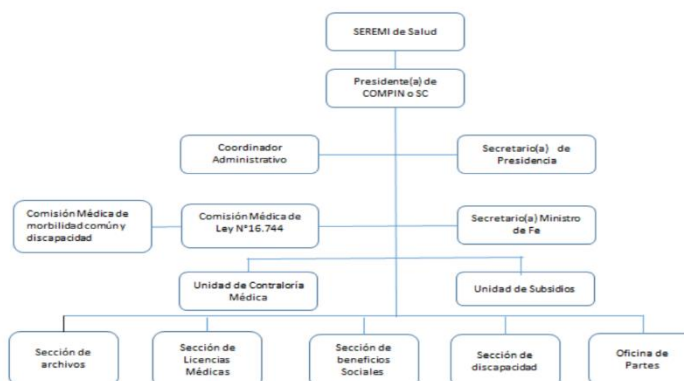 SEREMI de Salud
Presidente(a) de
COMPIN o SC
Coordinador
Administrativo
Secretario(a) de
Presidencia
Comisión Médica de
morbilidad común y
discapacidad
Comisión Médica de
Ley N°16.744
Secretario(a) Ministro
de Fe
Unidad de Contraloría
Médica
Unidad de Subsidios
Sección de
archivos
Sección de
Licencias
Médicas
Sección de
beneficios
Sociales
Sección de
discapacidad
Oficina de
Partes